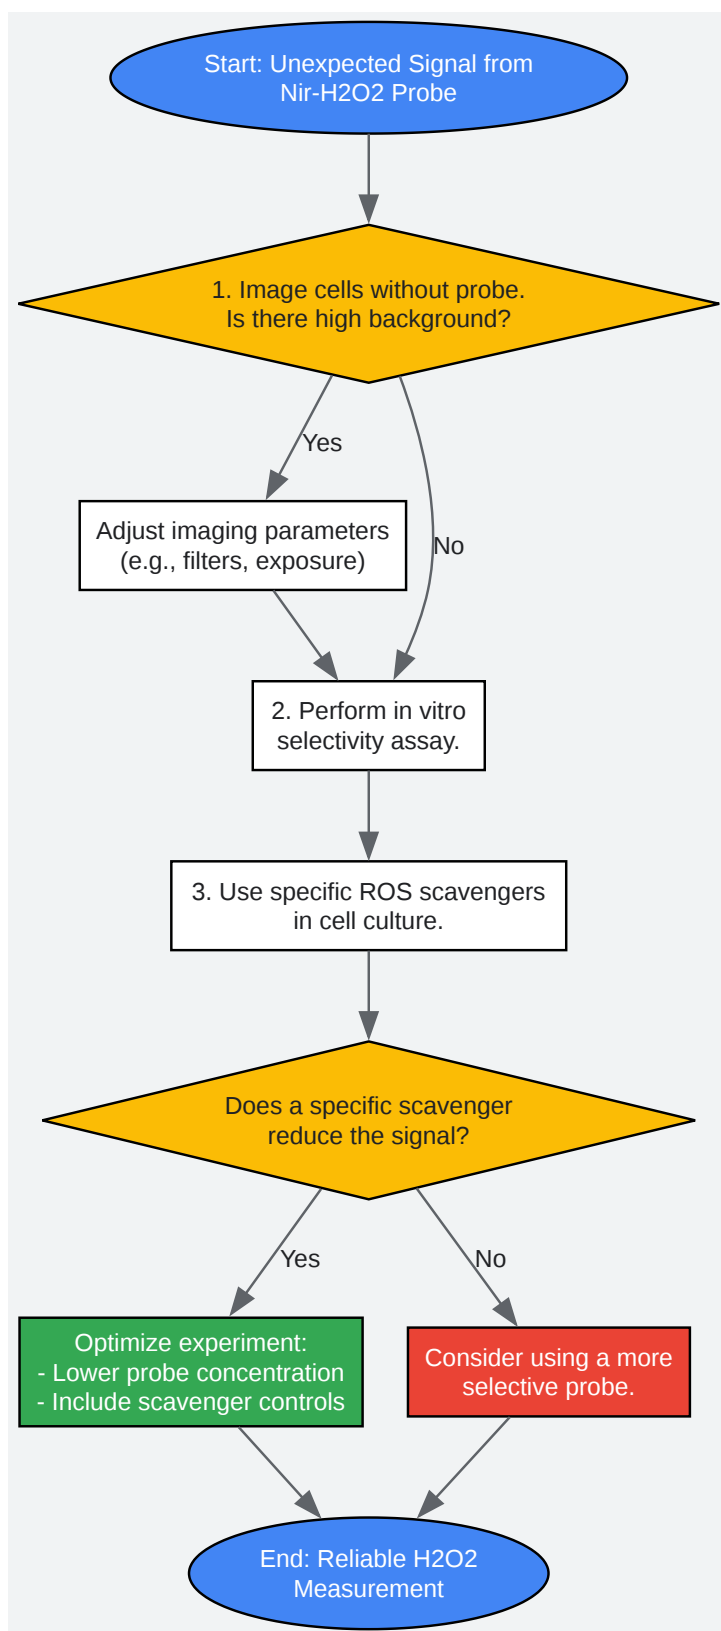 Start: Unexpected Signal from
Nir-H2O2 Probe
1. Image cells without probe.
Is there high background?
Yes
Adjust imaging parameters
(e.g., filters, exposure)
No
2. Perform in vitro
selectivity assay.
3. Use specific ROS scavengers
in cell culture.
Does a specific scavenger
reduce the signal?
Yes
No
Optimize experiment:
- Lower probe concentration
- Include scavenger controls
Consider using a more
selective probe.
End: Reliable H2O2
Measurement